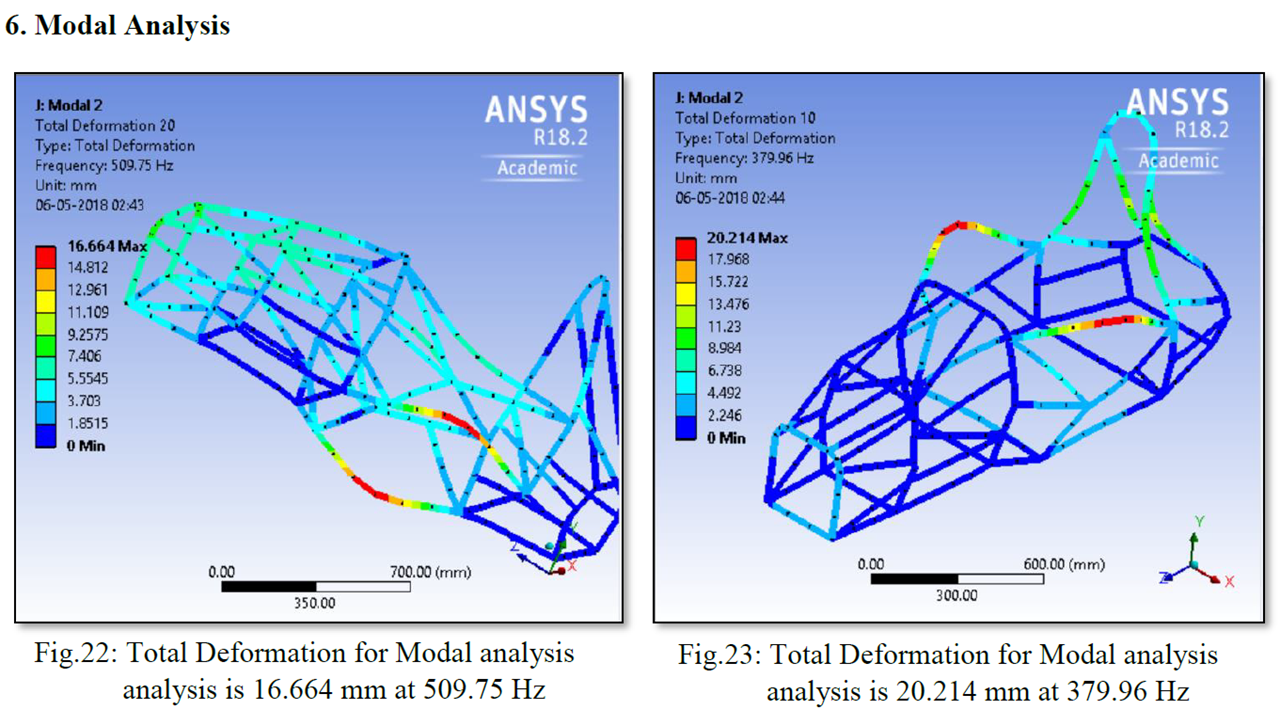 6. Modal Analysis
J: Modal 2
Total Deformation 20
Type: Total Deformation
Frequency: 509.75 Hz
Unit: mm
06-05-2018 02:43
ANSYS
R18.2
Academic
16.664 Max
14.812
12.961
11.109
9.2575
7.406
5.5545
3.703
1.8515
0 Min
0.00
700.00 (mm)
350.00
Z
Y
X
Fig.22: Total Deformation for Modal analysis
analysis is 16.664 mm at 509.75 Hz
J: Modal 2
Total Deformation 10
Type: Total Deformation
Frequency: 379.96 Hz
Unit: mm
06-05-2018 02:44
ANSYS
R18.2
Academic
20.214 Max
17.968
15.722
13.476
11.23
8.984
6.738
4.492
2.246
0 Min
0.00
600.00 (mm)
300.00
Y
Z
X
Fig.23: Total Deformation for Modal analysis
analysis is 20.214 mm at 379.96 Hz